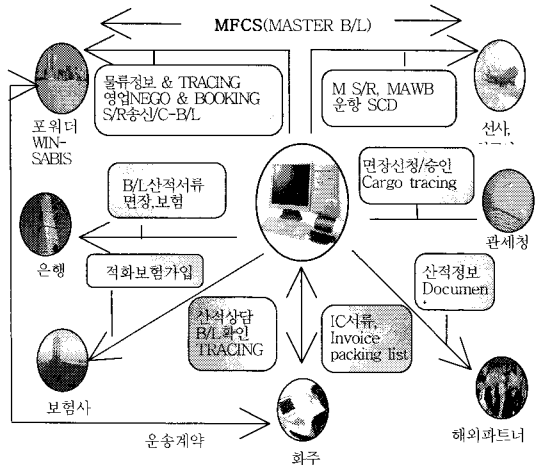 MFCS(MASTER B/L)
물류정보 & TRACING
영업NEGO & BOOKING
S/R송신/C-B/L
M S/R, MAWB
운항 SCD
포워더
WIN-
SABIS
선사,
B/L산적서류
면장,보험
면장신청/승인
Cargo tracing
은행
관세청
적화보험가입
산적정보
Documen
산석상담
B/L확인
TRACING
IC서류,
Invoice
packing list
보험사
해외파트너
운송계약
화주